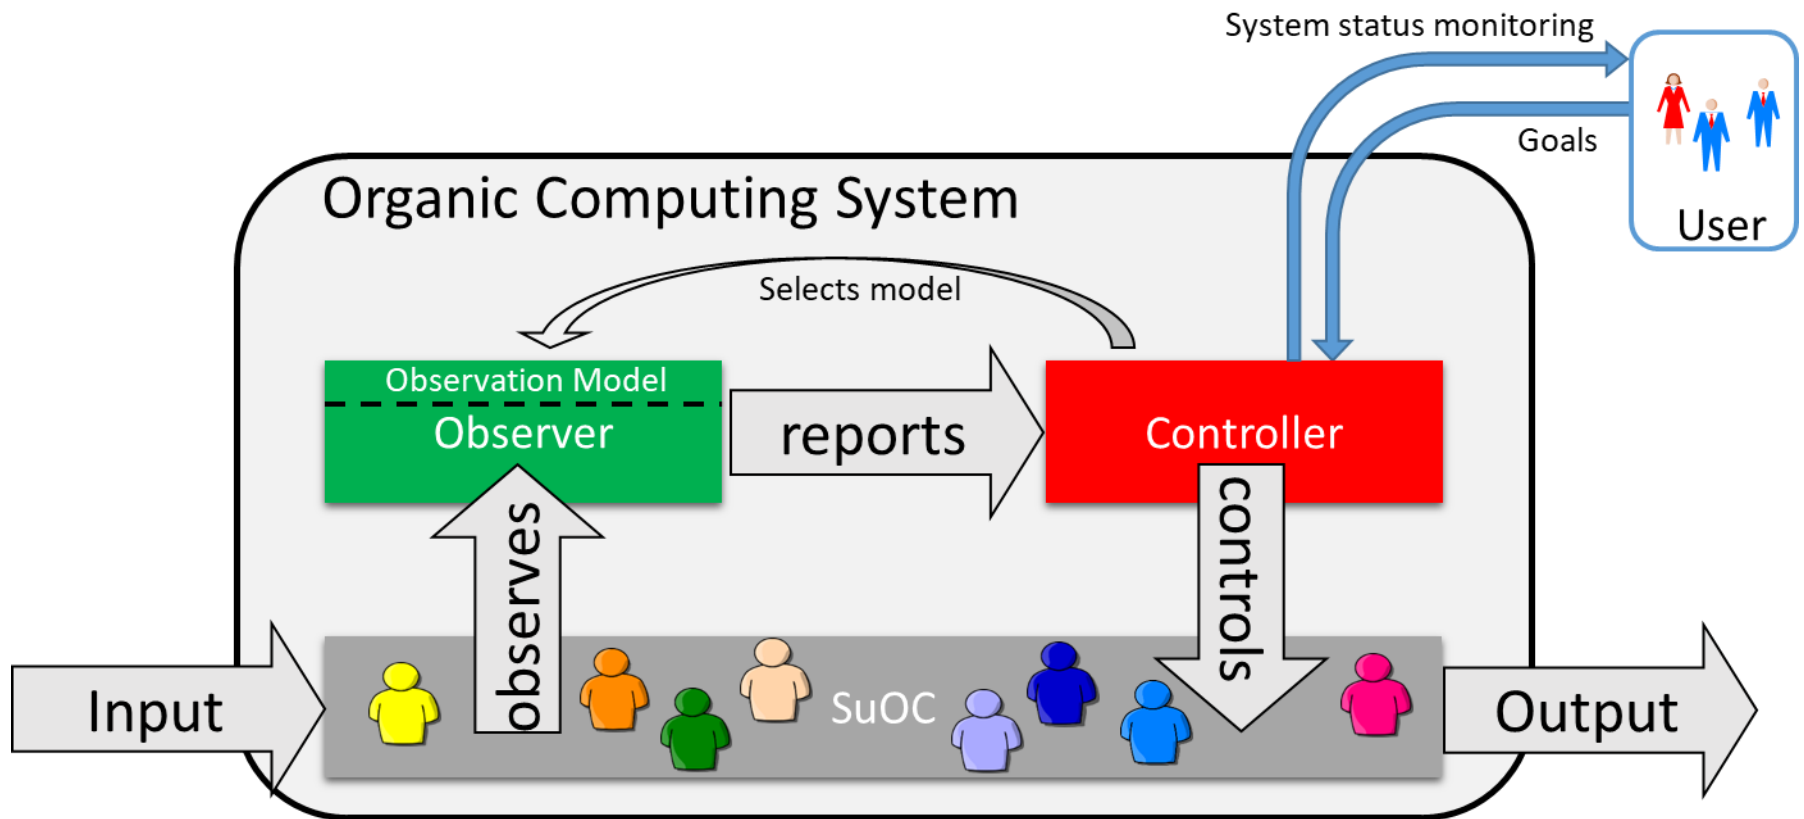 System status monitoring
Goals
User
Organic Computing System
Selects model
Observation Model
Observer
reports
Controller
observes
controls
Input
SuOC
Output